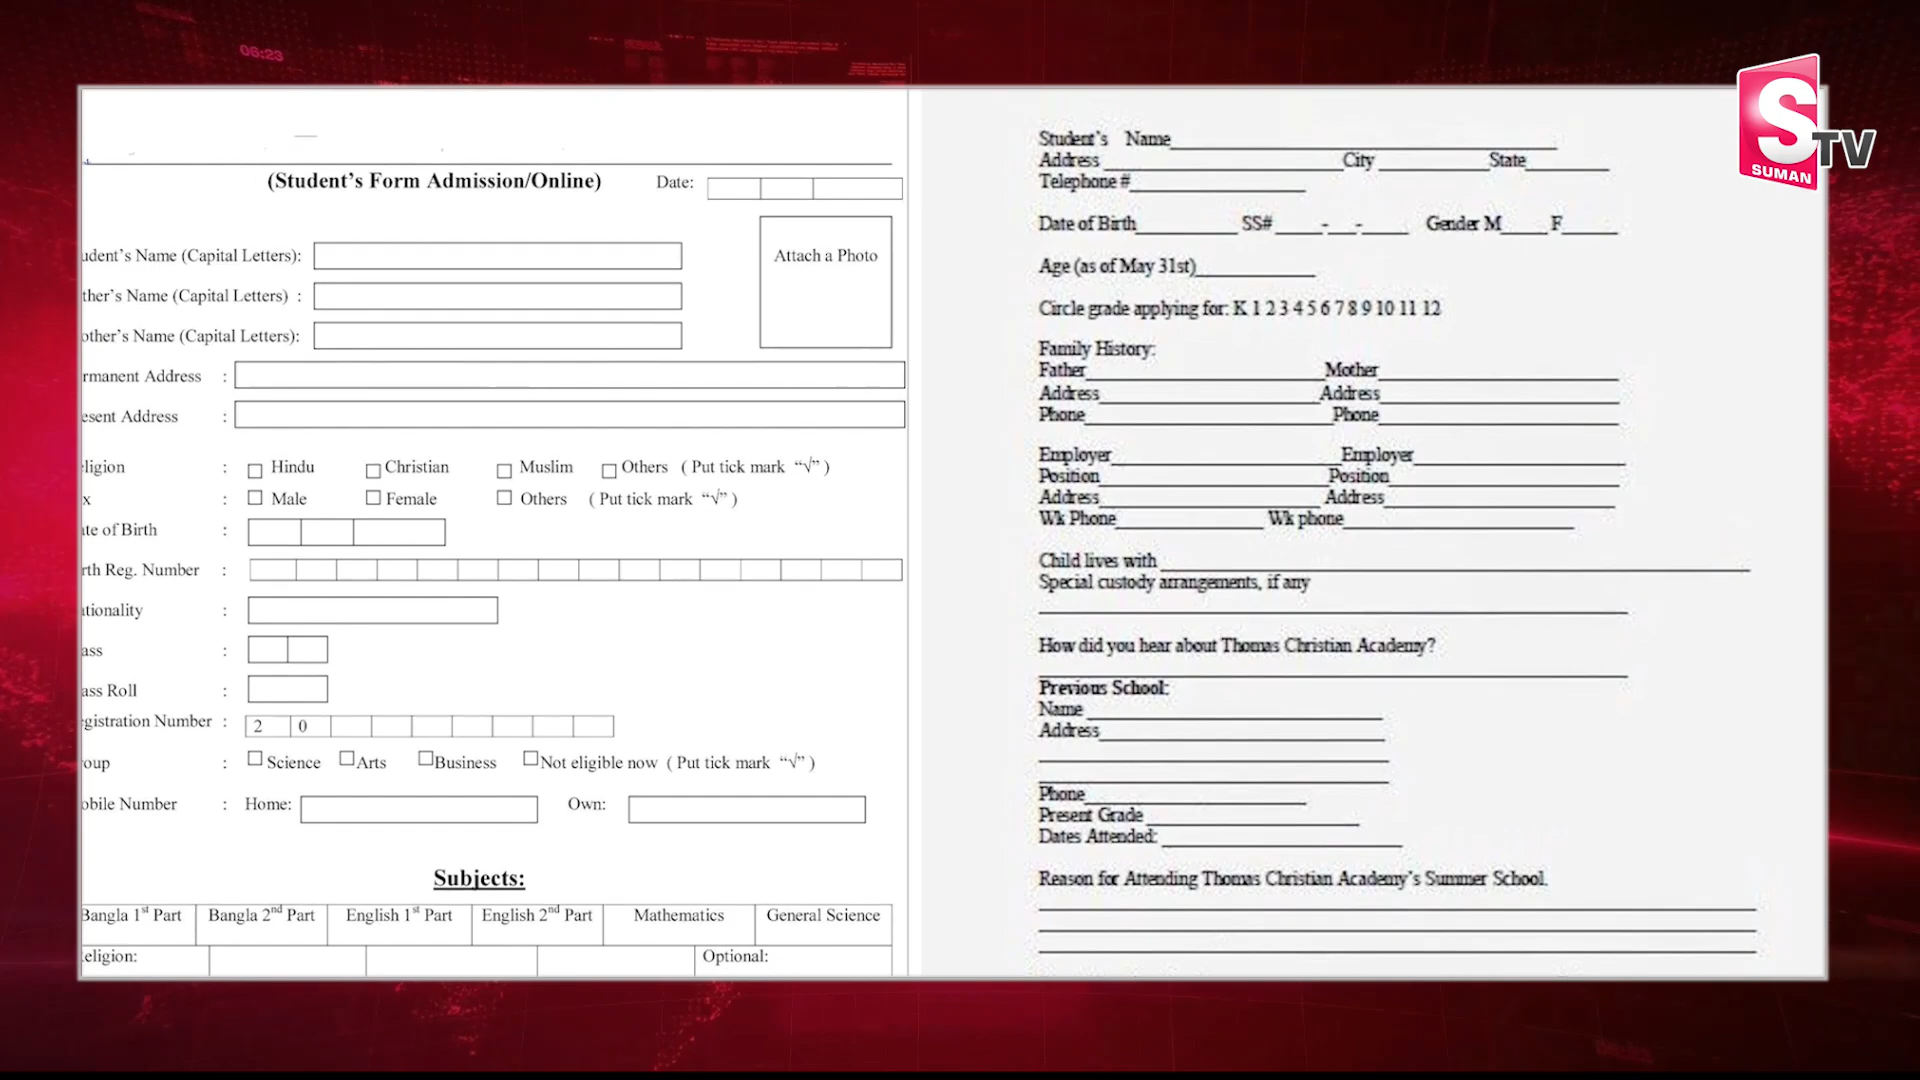 06:23
S
TV
SUMAN
(Student's Form Admission/Online) Date:
Attach a Photo
udent's Name (Capital Letters):
ther's Name (Capital Letters) :
other's Name (Capital Letters):
rmanent Address :
esent Address :
ligion : Hindu Christian Muslim Others ( Put tick mark “√” )
x : Male Female Others ( Put tick mark “√” )
te of Birth :
rth Reg. Number :
tionality :
ass :
ass Roll :
gistration Number : 2 0
oup : Science Arts Business Not eligible now ( Put tick mark “√” )
obile Number : Home: Own:
Subjects:
Bangla 1st Part Bangla 2nd Part English 1st Part English 2nd Part Mathematics General Science
eligion: Optional:
Student's Name
Address City State
Telephone #
Date of Birth SS# - - Gender M F
Age (as of May 31st)
Circle grade applying for: K 1 2 3 4 5 6 7 8 9 10 11 12
Family History:
Father Mother
Address Address
Phone Phone
Employer Employer
Position Position
Address Address
Wk Phone Wk phone
Child lives with
Special custody arrangements, if any
How did you hear about Thomas Christian Academy?
Previous School:
Name
Address
Phone
Present Grade
Dates Attended:
Reason for Attending Thomas Christian Academy's Summer School.